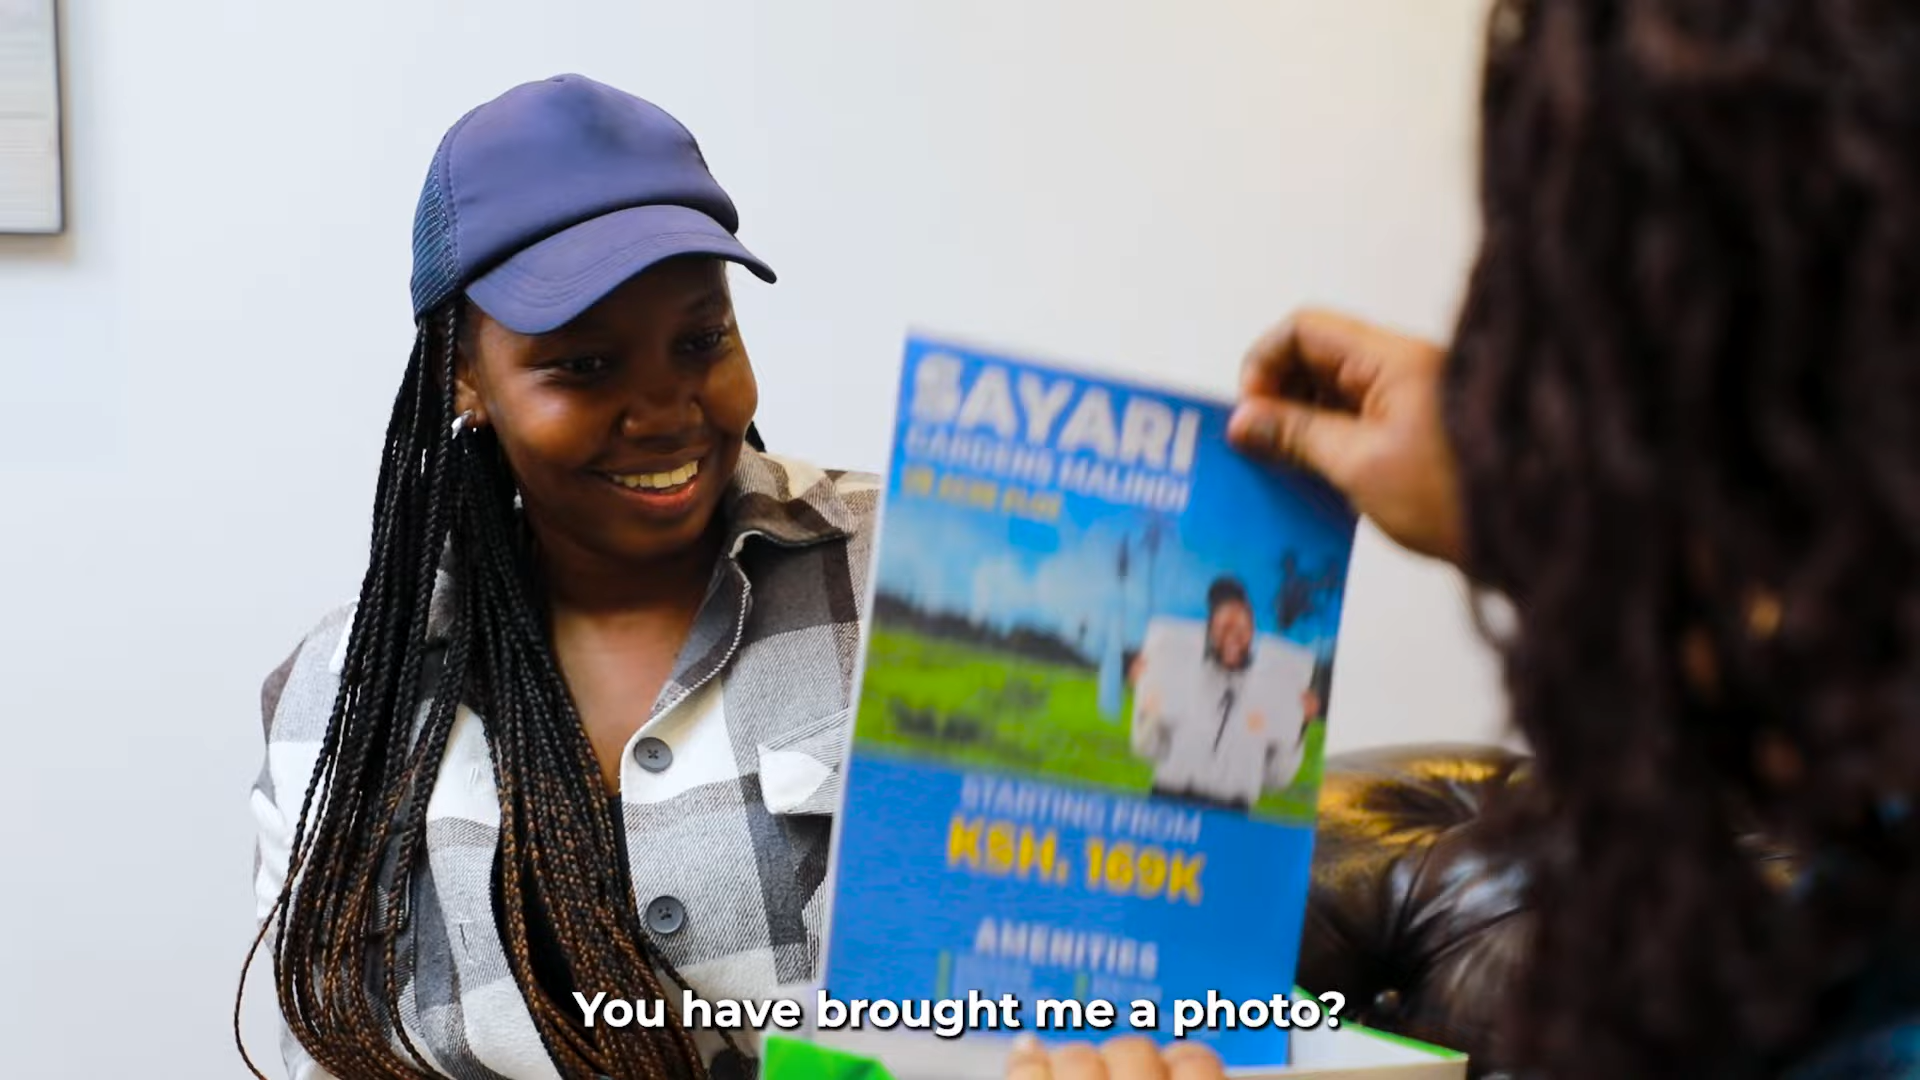 SAYARI
GARDENS MALINDI
STARTING FROM
KSH. 169K
AMENITIES
You have brought me a photo?